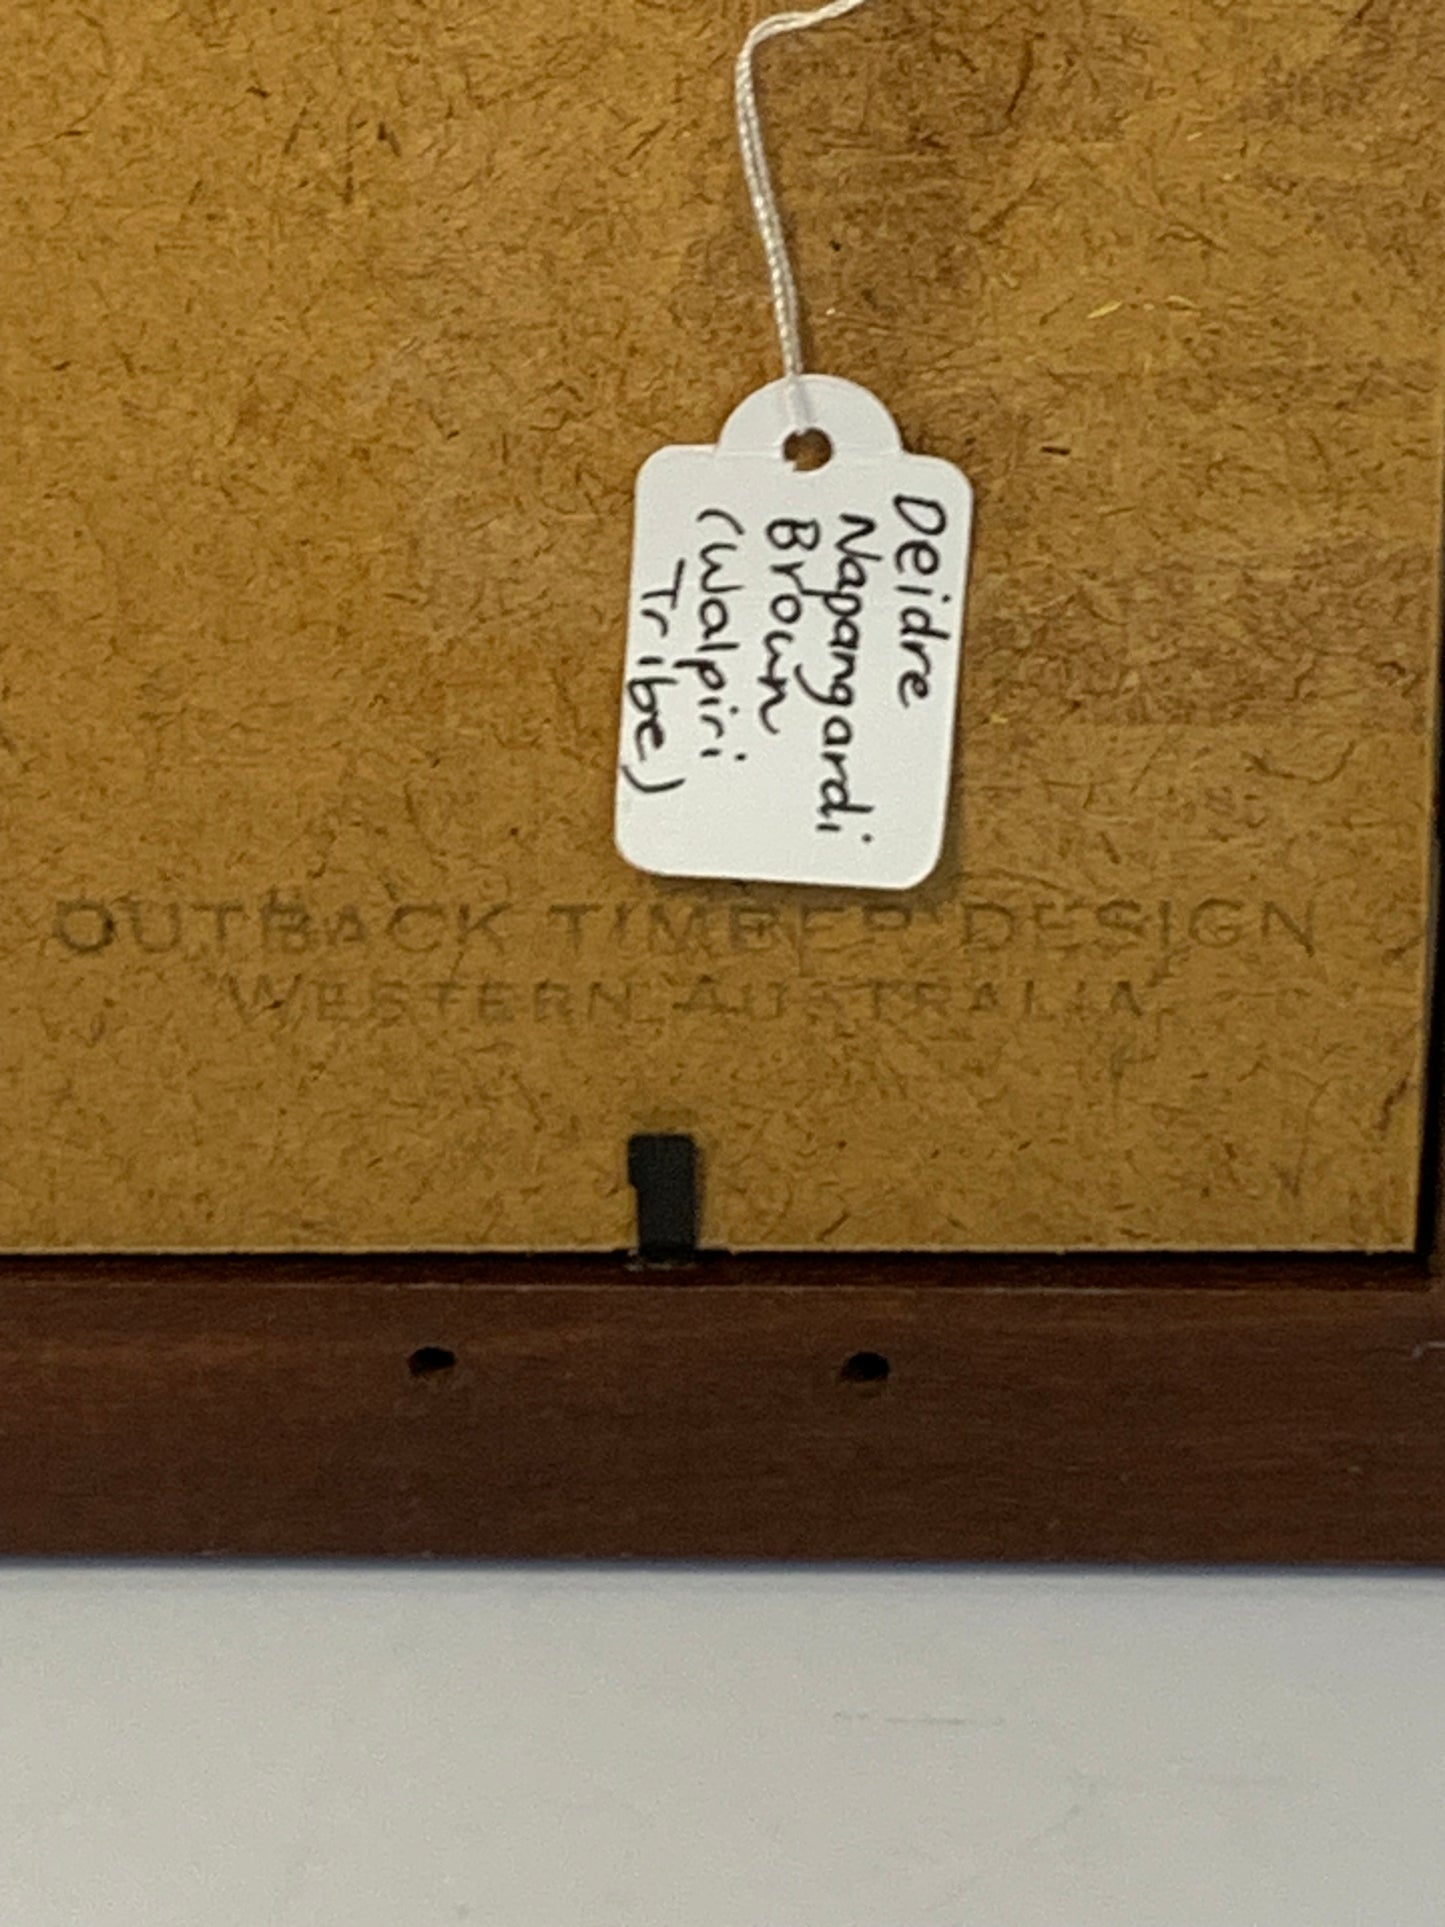 Deidre
Napangardi
Brown
(Walpiri
Tribe)
OUTBACK TIMBER DESIGN
WESTERN AUSTRALIA